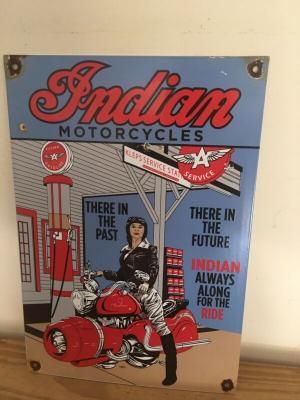 Indian
MOTORCYCLES
KLEPS SERVICE STA
A
SERVICE
THERE IN
THE
PAST
THERE IN
THE
FUTURE
INDIAN
ALWAYS
ALONG
FOR THE
RIDE